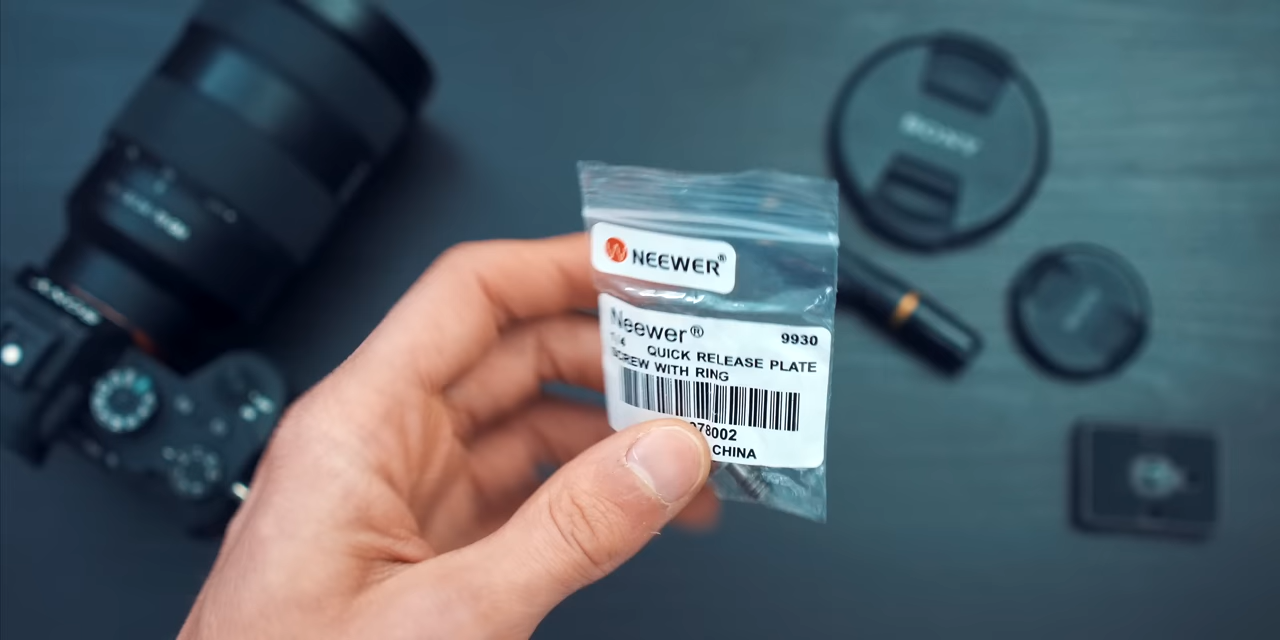 NEEWER®
Neewer® 9930
1/4 QUICK RELEASE PLATE
SCREW WITH RING
78002
CHINA
SONY